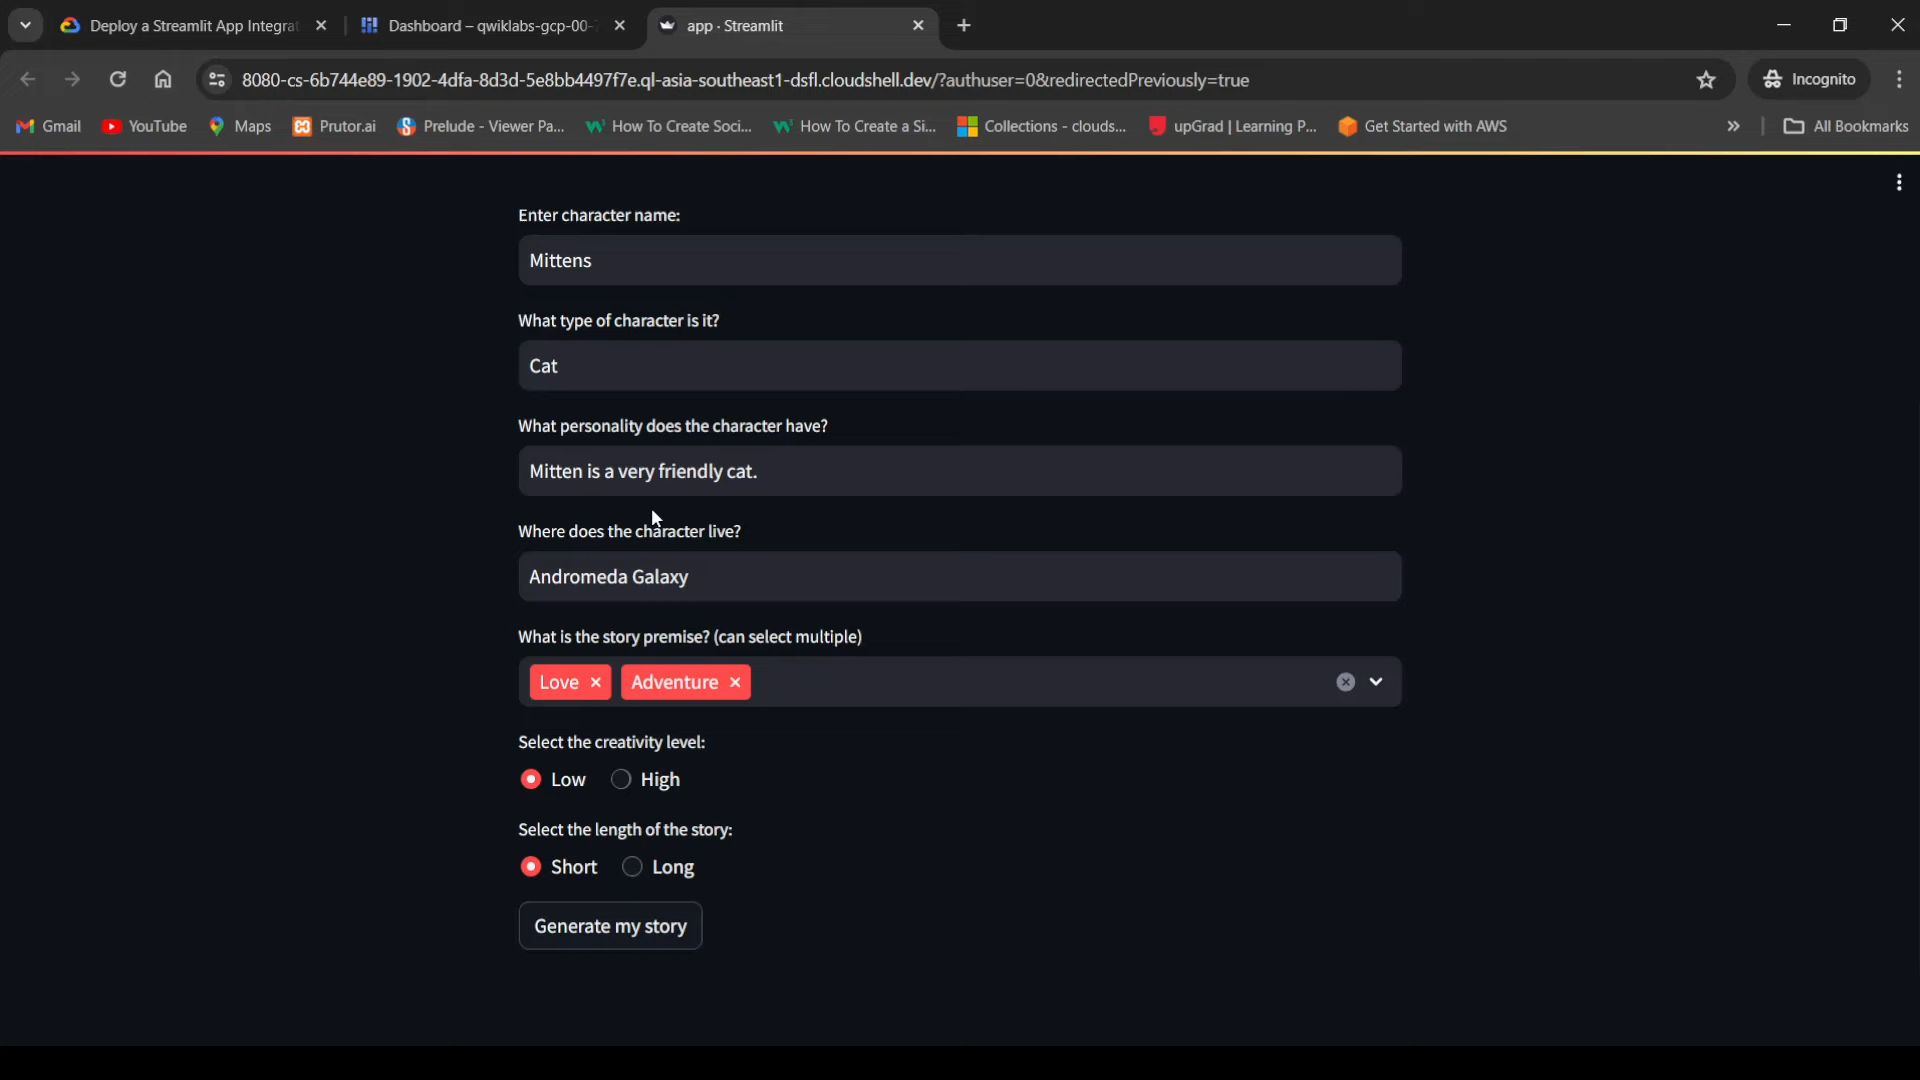 Deploy a Streamlit App Integrat
Dashboard – qwiklabs-gcp-00-
app · Streamlit
8080-cs-6b744e89-1902-4dfa-8d3d-5e8bb4497f7e.ql-asia-southeast1-dsfl.cloudshell.dev/?authuser=0&redirectedPreviously=true
Incognito
Gmail
YouTube
Maps
Prutor.ai
Prelude - Viewer Pa...
How To Create Soci...
How To Create a Si...
Collections - clouds...
upGrad | Learning P...
Get Started with AWS
All Bookmarks
Enter character name:
Mittens
What type of character is it?
Cat
What personality does the character have?
Mitten is a very friendly cat.
Where does the character live?
Andromeda Galaxy
What is the story premise? (can select multiple)
Love Adventure
Select the creativity level:
Low High
Select the length of the story:
Short Long
Generate my story